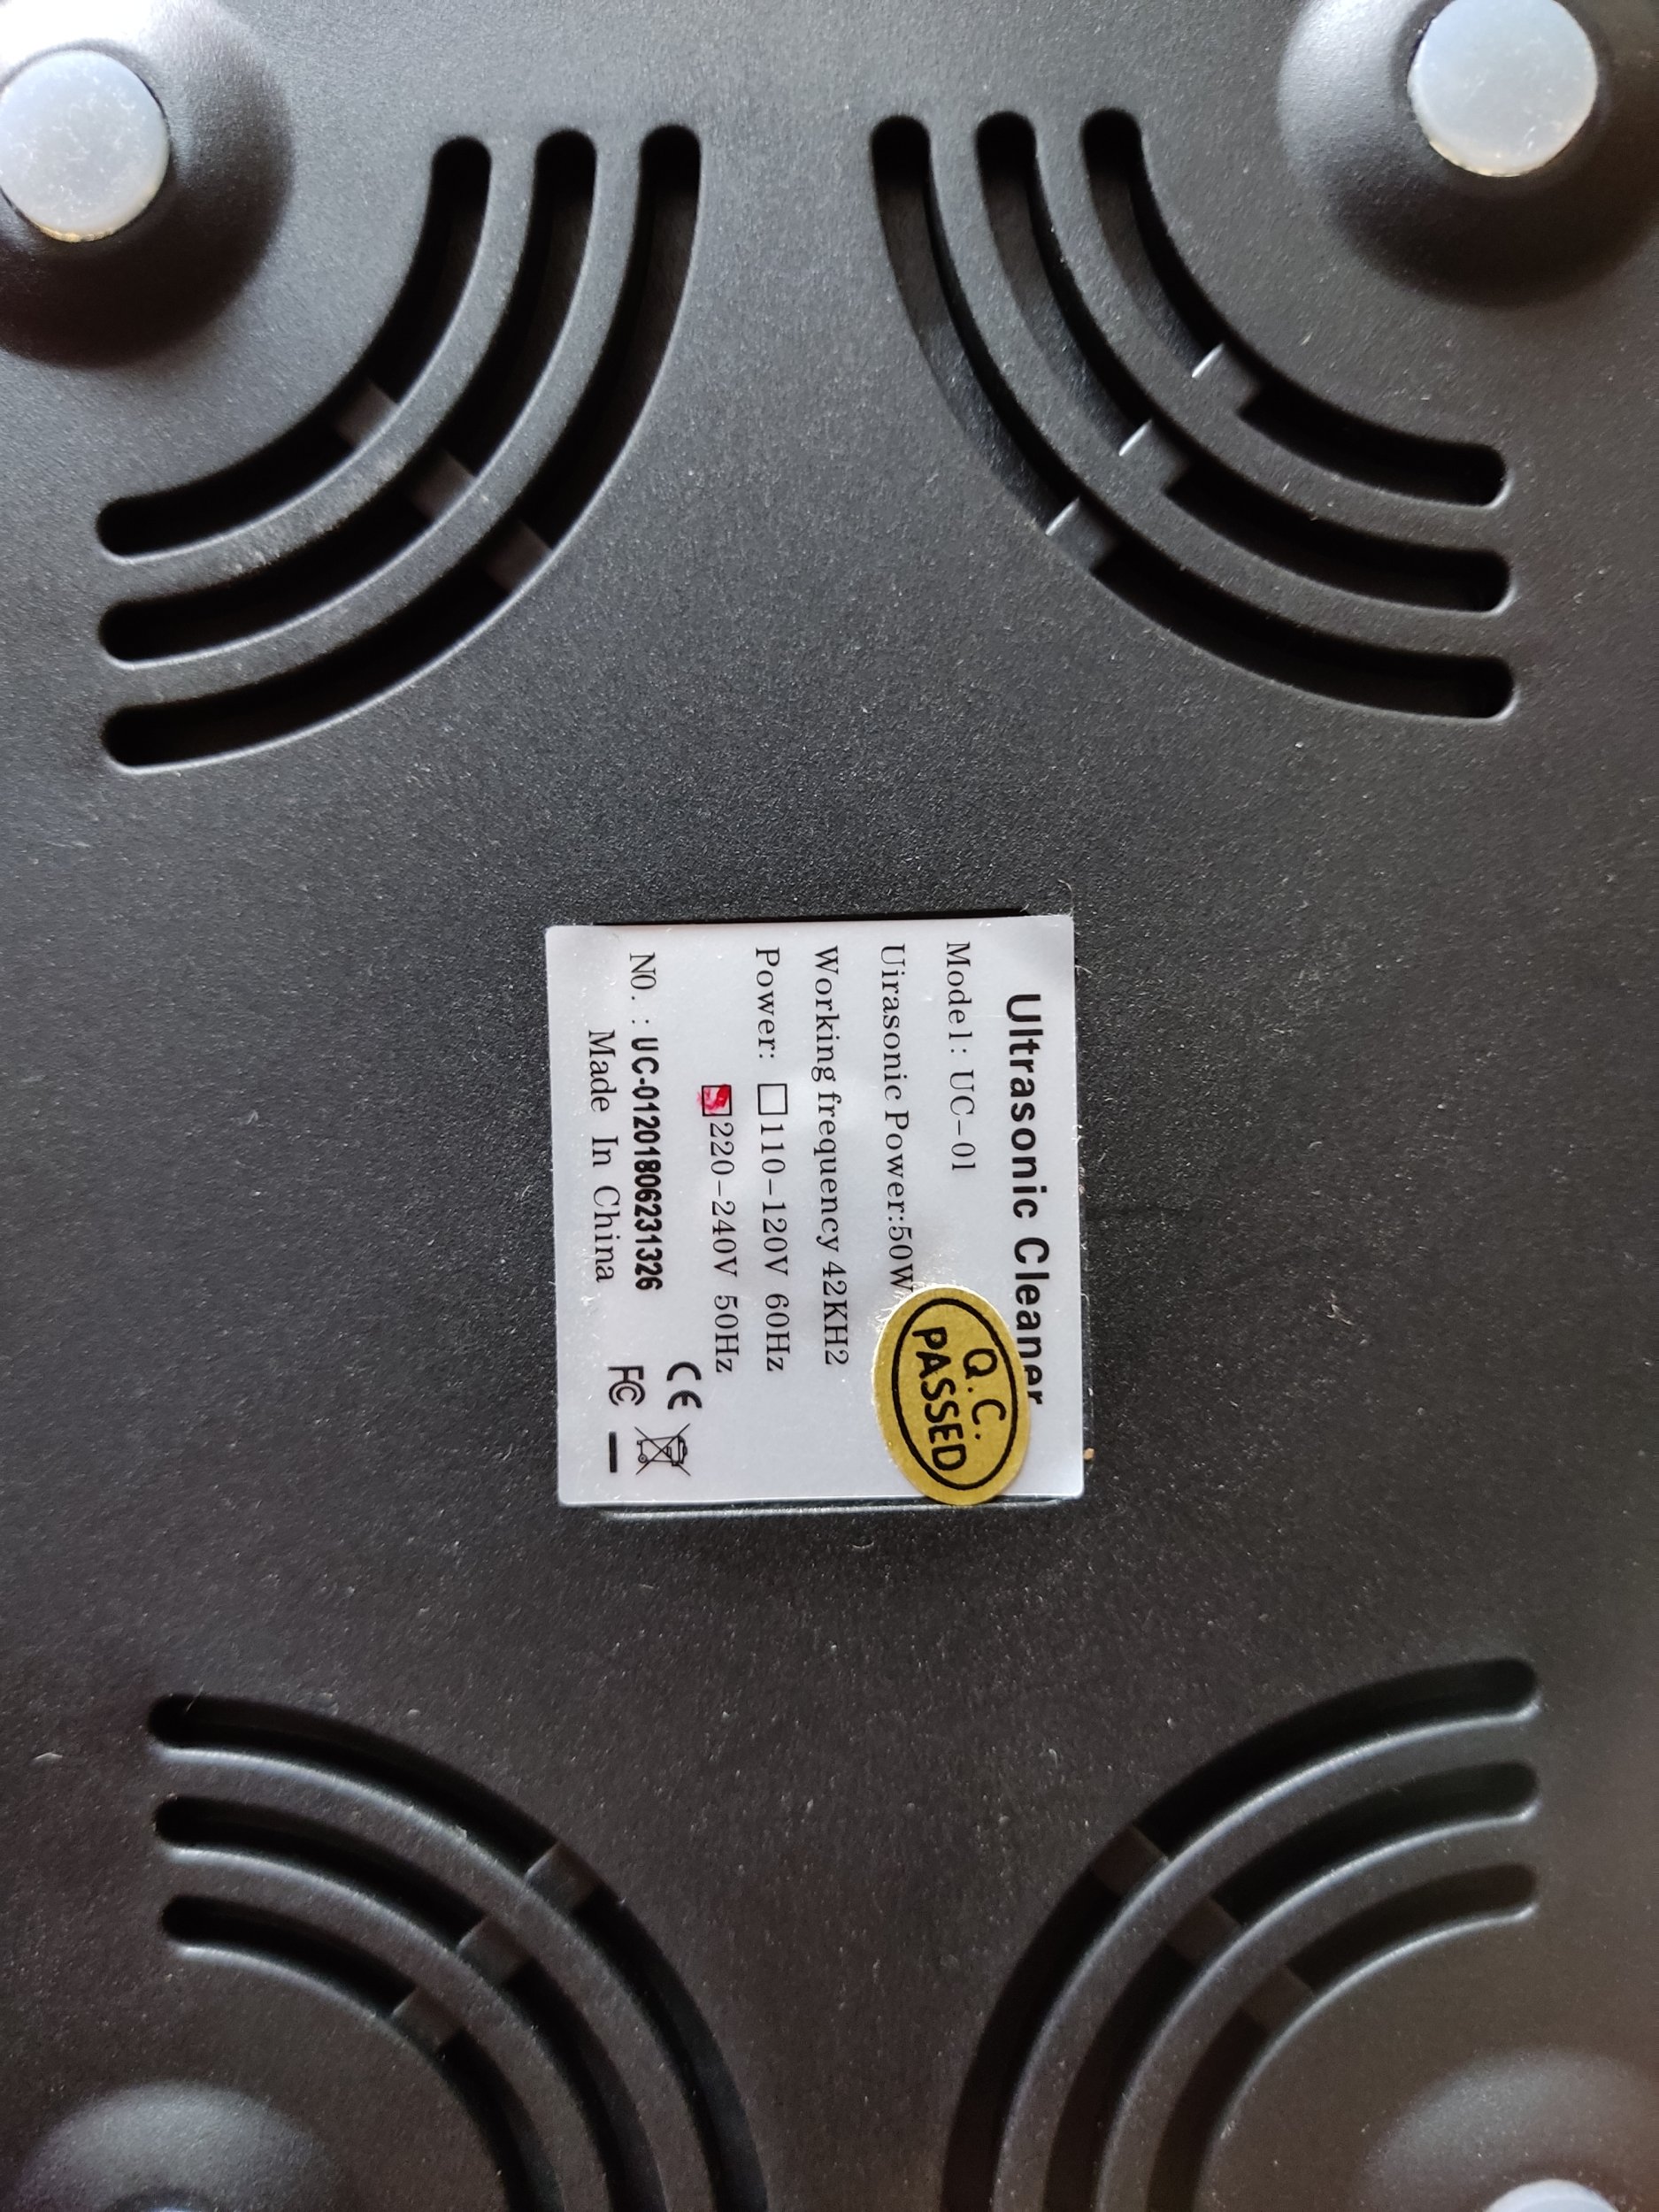 Ultrasonic Cleaner
Model: UC-01
Uirasonic Power:50W
Working frequency 42KH2
Power: 110-120V 60Hz
220-240V 50Hz
NO. : UC-01201806231326
Made In China
CE
FC
Q.C.
PASSED